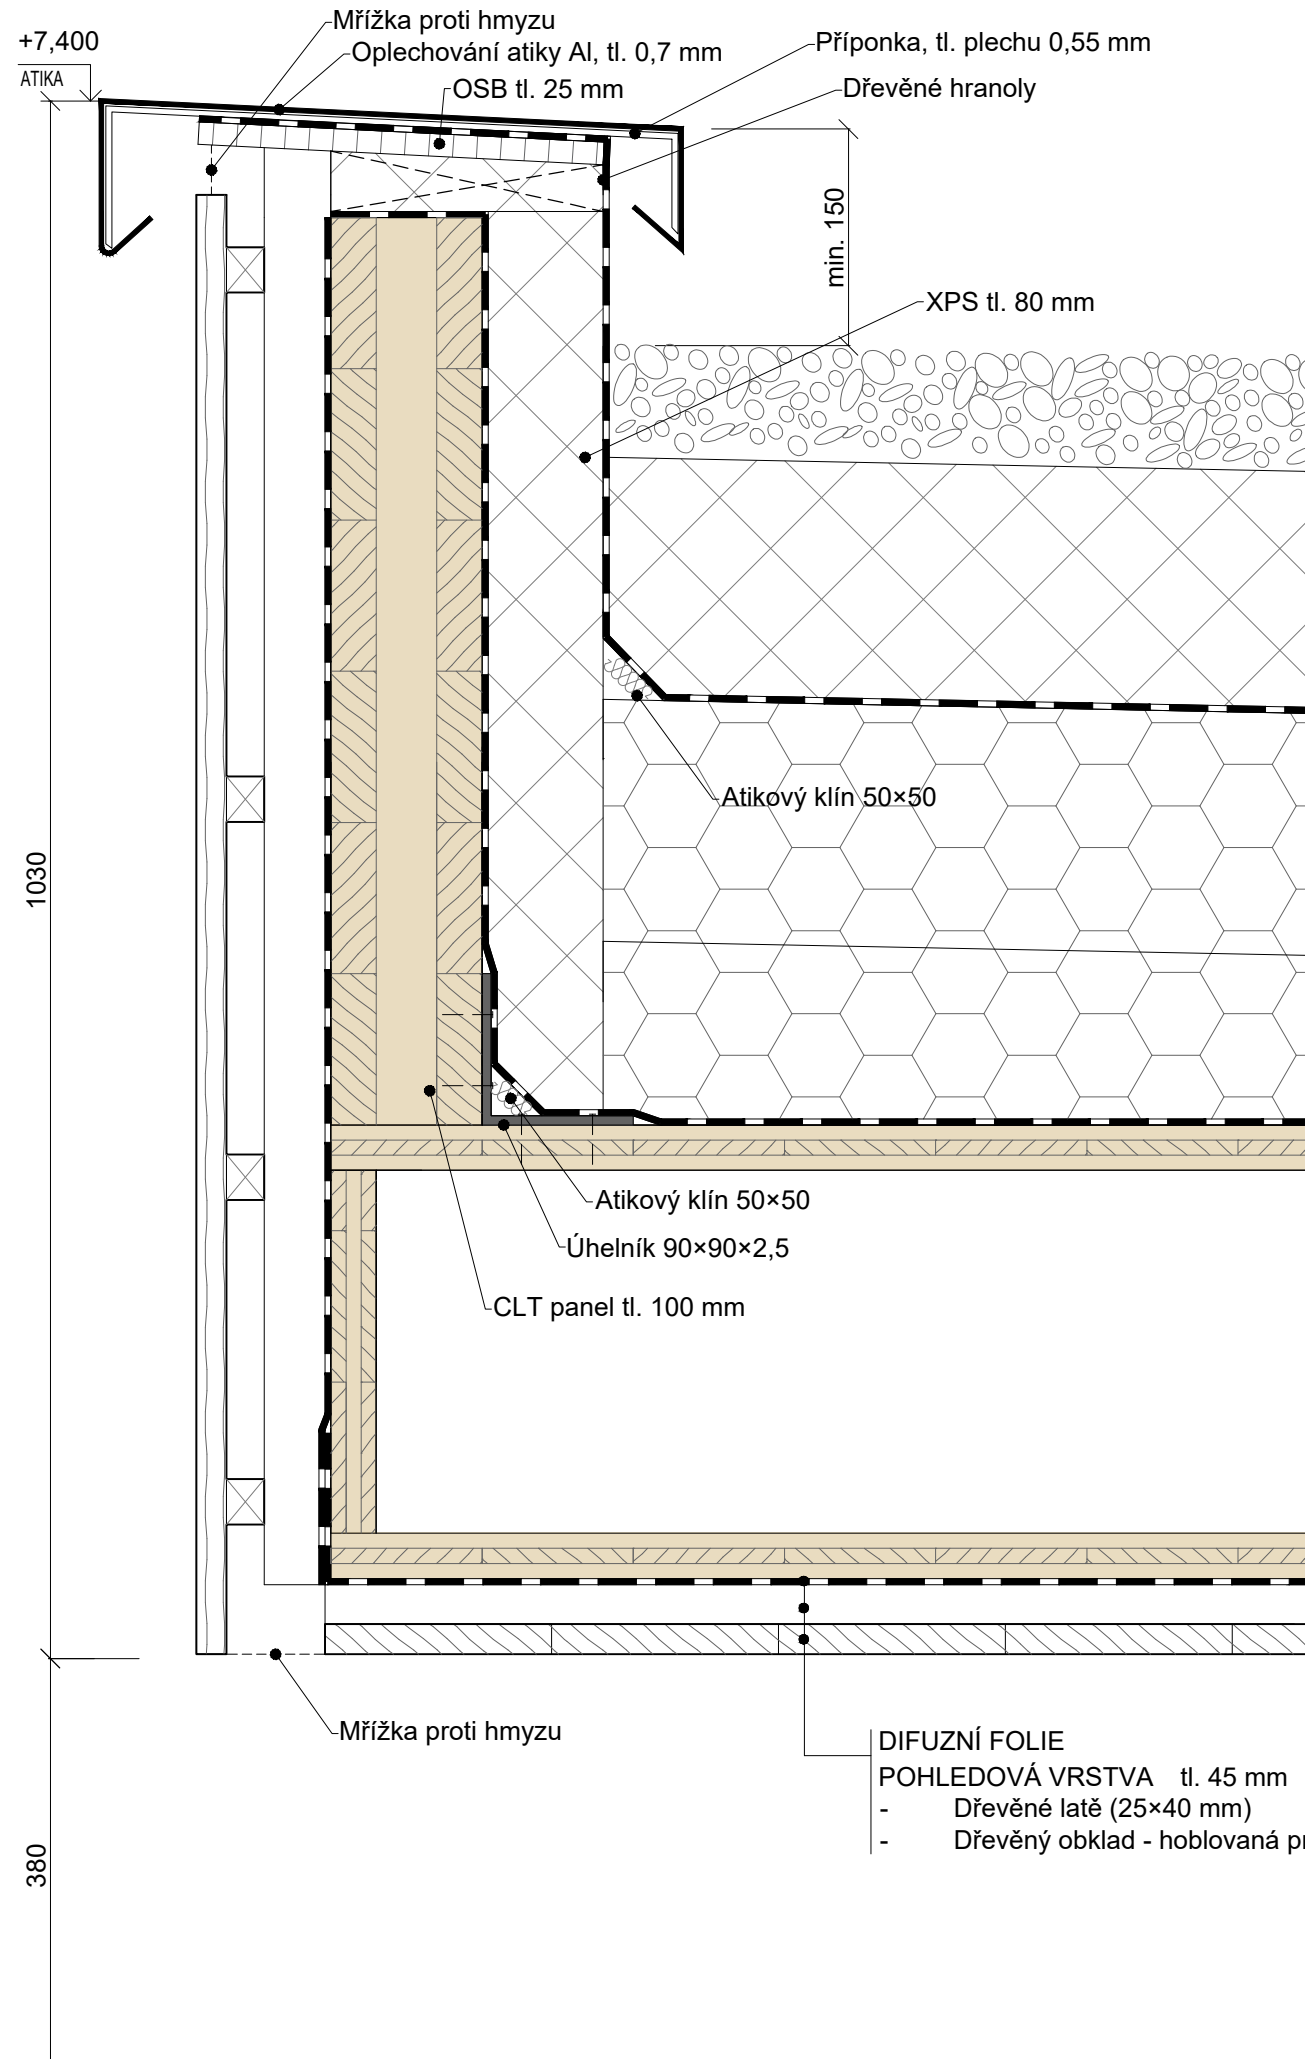 Mřížka proti hmyzu
+7,400
ATIKA
Oplechování atiky Al, tl. 0,7 mm
Příponka, tl. plechu 0,55 mm
OSB tl. 25 mm
Dřevěné hranoly
min. 150
XPS tl. 80 mm
Atikový klín 50×50
1030
Atikový klín 50×50
Úhelník 90×90×2,5
CLT panel tl. 100 mm
Mřížka proti hmyzu
DIFUZNÍ FOLIE
POHLEDOVÁ VRSTVA tl. 45 mm
- Dřevěné latě (25×40 mm)
- Dřevěný obklad - hoblovaná
380